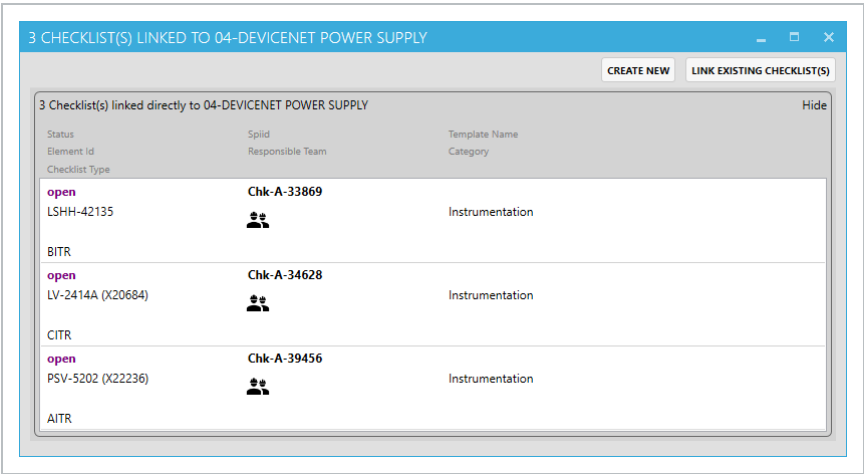 3 CHECKLIST(S) LINKED TO 04-DEVICENET POWER SUPPLY
CREATE NEW LINK EXISTING CHECKLIST(S)
3 Checklist(s) linked directly to 04-DEVICENET POWER SUPPLY Hide
Status Spiid Template Name
Element Id Responsible Team Category
Checklist Type
open Chk-A-33869
LSHH-42135 Instrumentation
BITR
open Chk-A-34628
LV-2414A (X20684) Instrumentation
CITR
open Chk-A-39456
PSV-5202 (X22236) Instrumentation
AITR